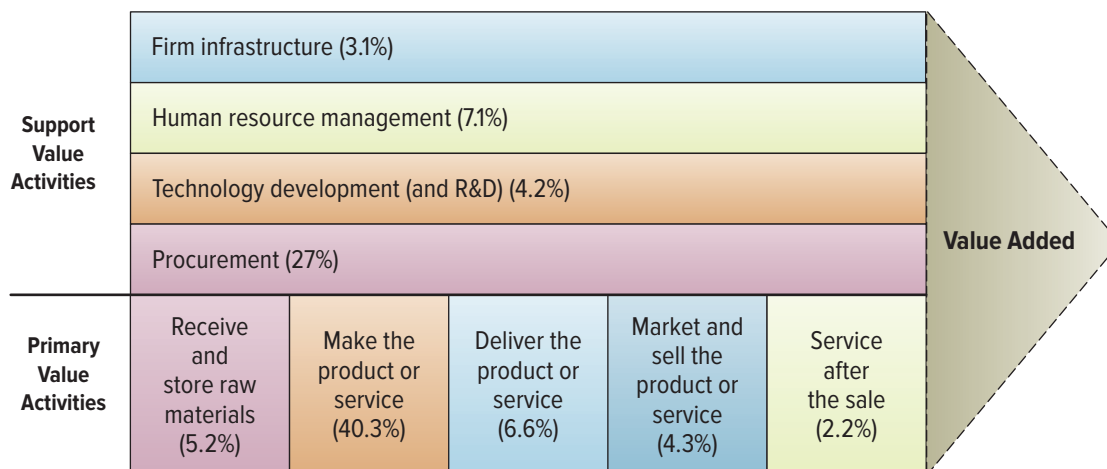 Firm infrastructure (3.1%)
Human resource management (7.1%)
Support
Value
Activities
Technology development (and R&D) (4.2%)
Procurement (27%)
Value Added
Primary
Value
Activities
Receive
and
store raw
materials
(5.2%)
Make the
product or
service
(40.3%)
Deliver the
product or
service
(6.6%)
Market and
sell the
product or
service
(4.3%)
Service
after
the sale
(2.2%)